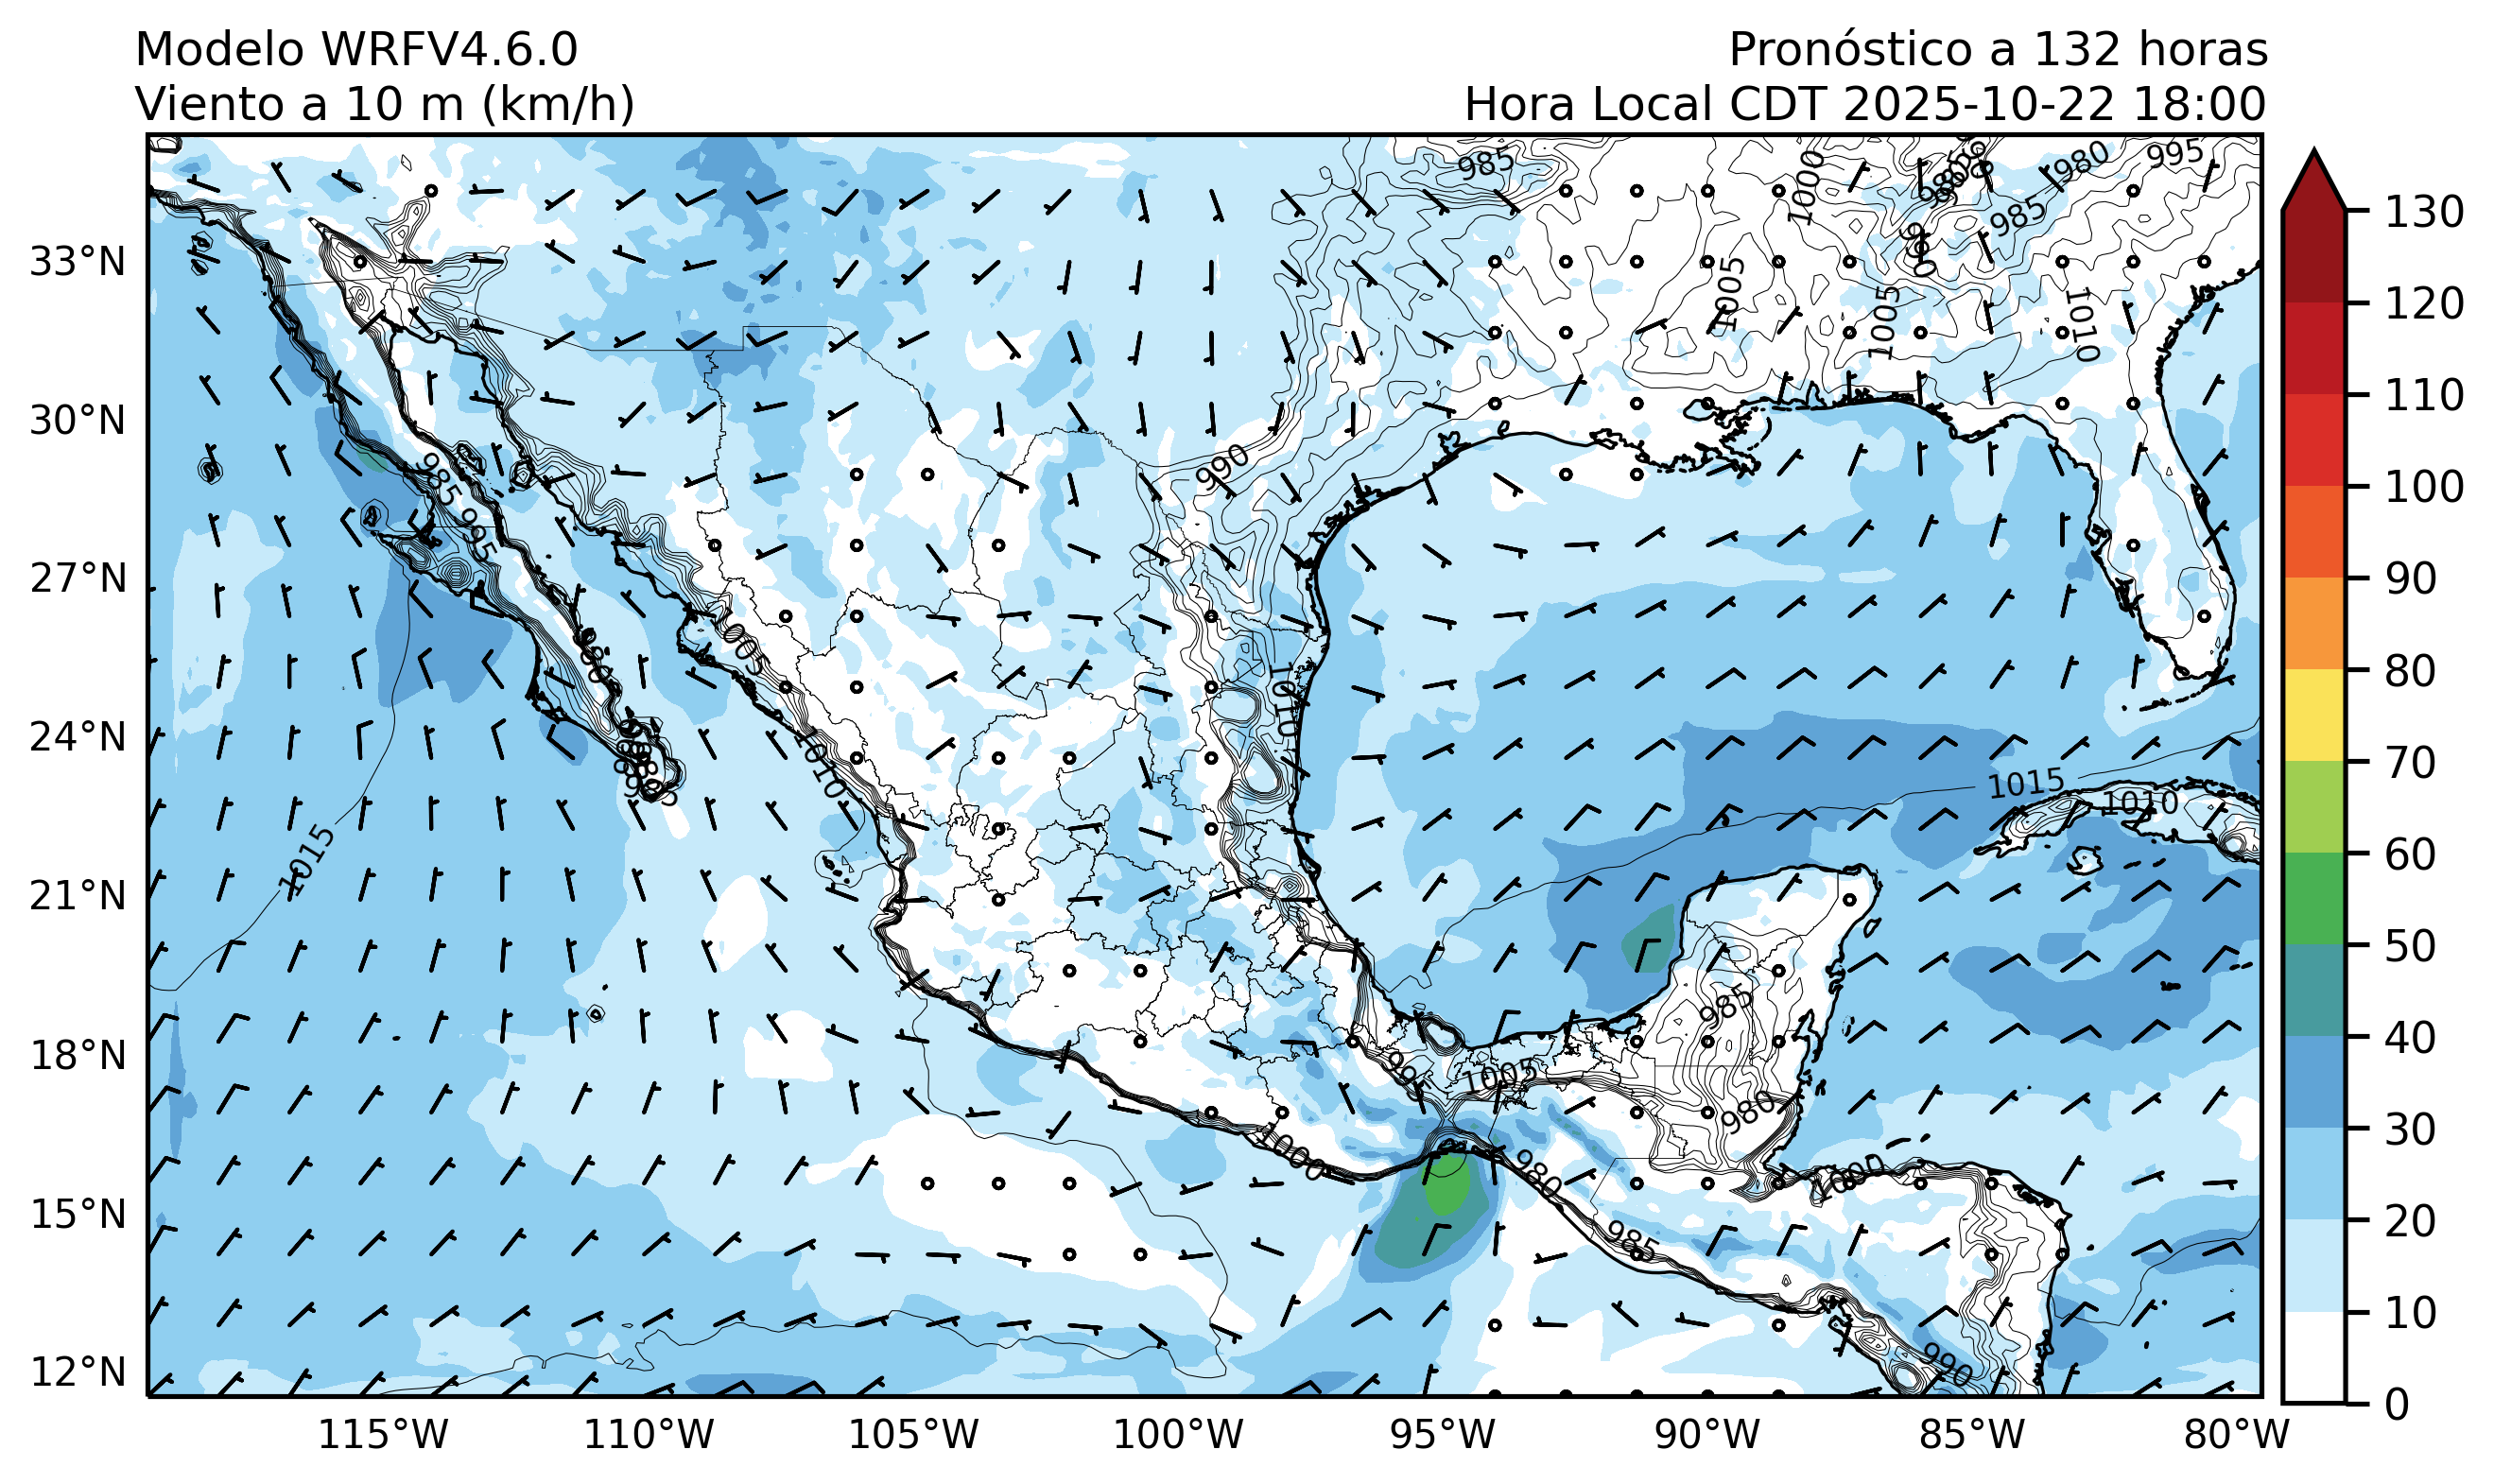 Modelo WRFV4.6.0
Viento a 10 m (km/h)
Pronóstico a 132 horas
Hora Local CDT 2025-10-22 18:00
33°N
30°N
27°N
24°N
21°N
18°N
15°N
12°N
115°W
110°W
105°W
100°W
95°W
90°W
85°W
80°W
130
120
110
100
90
80
70
60
50
40
30
20
10
0
985
1000
980
995
985
1005
1005
1010
990
985
995
1005
1010
1010
1015
1010
1015
985
1005
980
1000
980
1000
985
990